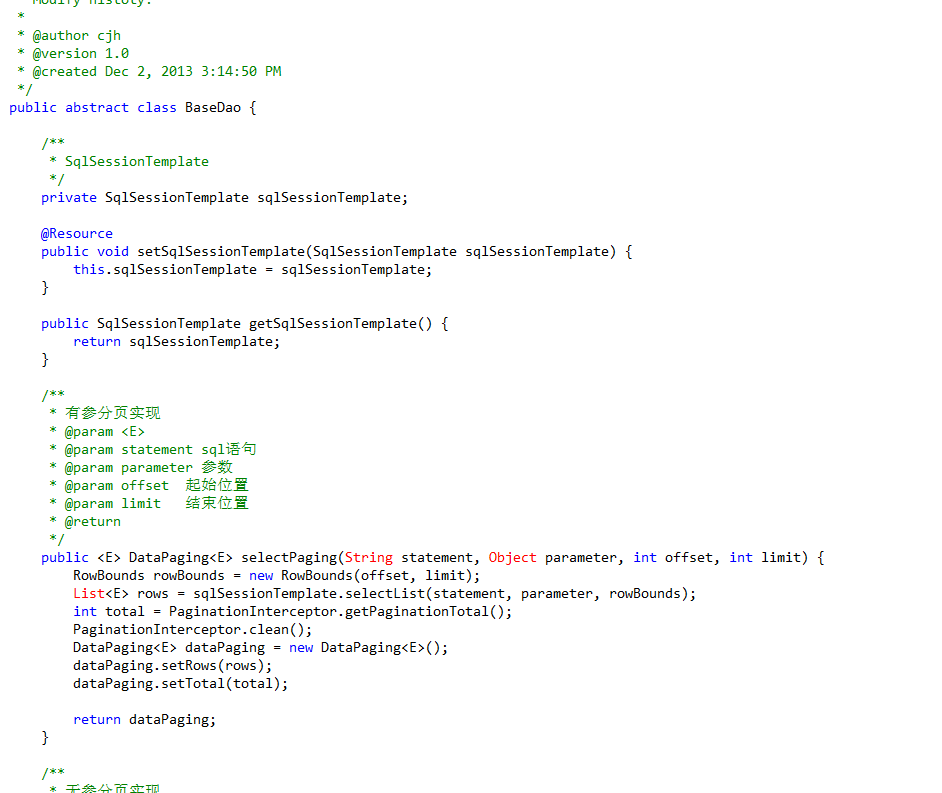 * Modify history:
*
* @author cjh
* @version 1.0
* @created Dec 2, 2013 3:14:50 PM
*/
public abstract class BaseDao {
/**
* SqlSessionTemplate
*/
private SqlSessionTemplate sqlSessionTemplate;
@Resource
public void setSqlSessionTemplate(SqlSessionTemplate sqlSessionTemplate) {
this.sqlSessionTemplate = sqlSessionTemplate;
}
public SqlSessionTemplate getSqlSessionTemplate() {
return sqlSessionTemplate;
}
/**
* 有参分页实现
* @param <E>
* @param statement sql语句
* @param parameter 参数
* @param offset 起始位置
* @param limit 结束位置
* @return
*/
public <E> DataPaging<E> selectPaging(String statement, Object parameter, int offset, int limit) {
RowBounds rowBounds = new RowBounds(offset, limit);
List<E> rows = sqlSessionTemplate.selectList(statement, parameter, rowBounds);
int total = PaginationInterceptor.getPaginationTotal();
PaginationInterceptor.clean();
DataPaging<E> dataPaging = new DataPaging<E>();
dataPaging.setRows(rows);
dataPaging.setTotal(total);
return dataPaging;
}
/**
* 无参分页实现